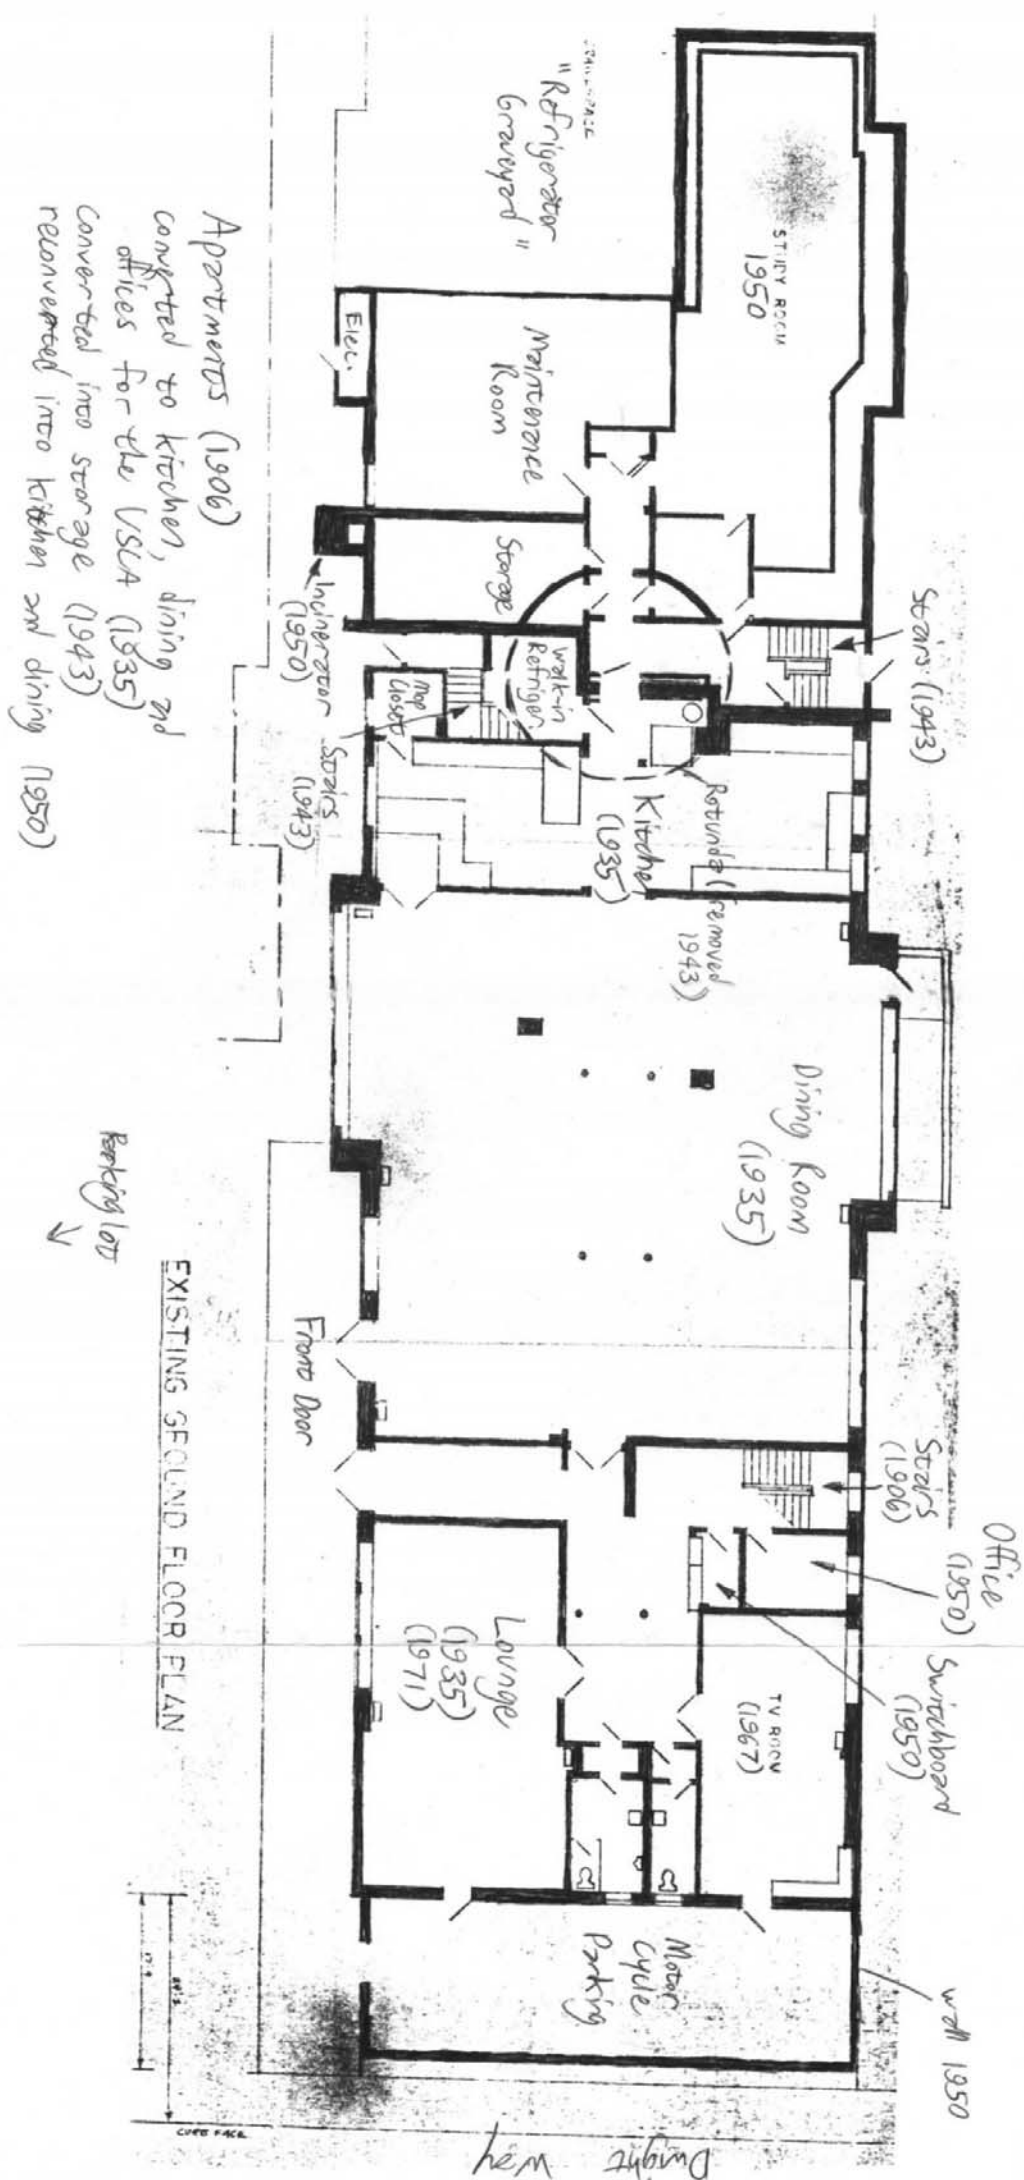 "Refrigerator
Graveyard"
STUDY ROOM
1950
Maintenance
Room
Elec.
Storage
Stairs (1943)
Incinerator
(1950)
Walk-in
Refriger.
Mop
Closet
Stairs
(1943)
Kitchen
(1935)
Rotunda (removed
1943)
Dining Room
(1935)
Apartments (1906)
converted to kitchen, dining and
offices for the USCA (1935)
converted into storage (1943)
reconverted into kitchen and dining (1950)
Parking lot
Front Door
EXISTING GROUND FLOOR PLAN
Stairs
(1906)
Office
(1950)
Switchboard
(1950)
Lounge
(1935)
(1971)
TV ROOM
(1967)
Motor
Cycle
Parking
wall 1950
CURB FACE
Dwight Way